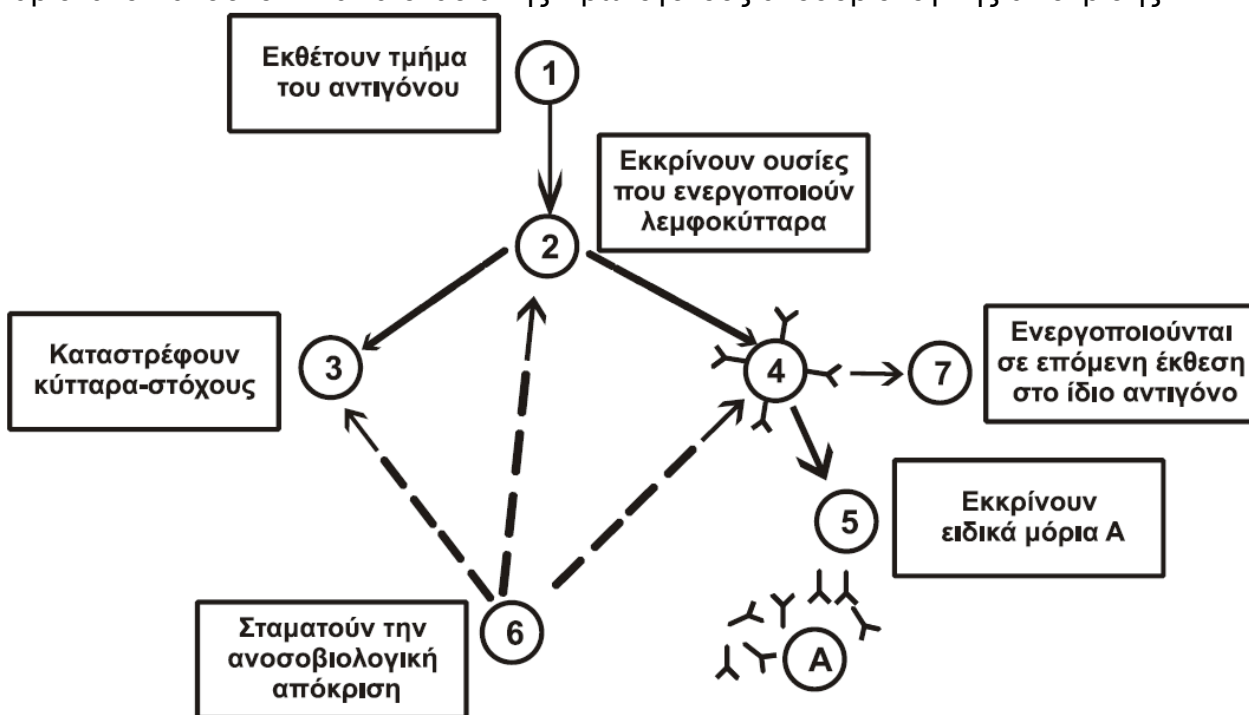 Εκθέτουν τμήμα
του αντιγόνου
1
Εκκρίνουν ουσίες
που ενεργοποιούν
λεμφοκύτταρα
2
Καταστρέφουν
κύτταρα-στόχους
3
4
7
Ενεργοποιούνται
σε επόμενη έκθεση
στο ίδιο αντιγόνο
5
Εκκρίνουν
ειδικά μόρια Α
Σταματούν την
ανοσοβιολογική
απόκριση
6
Α